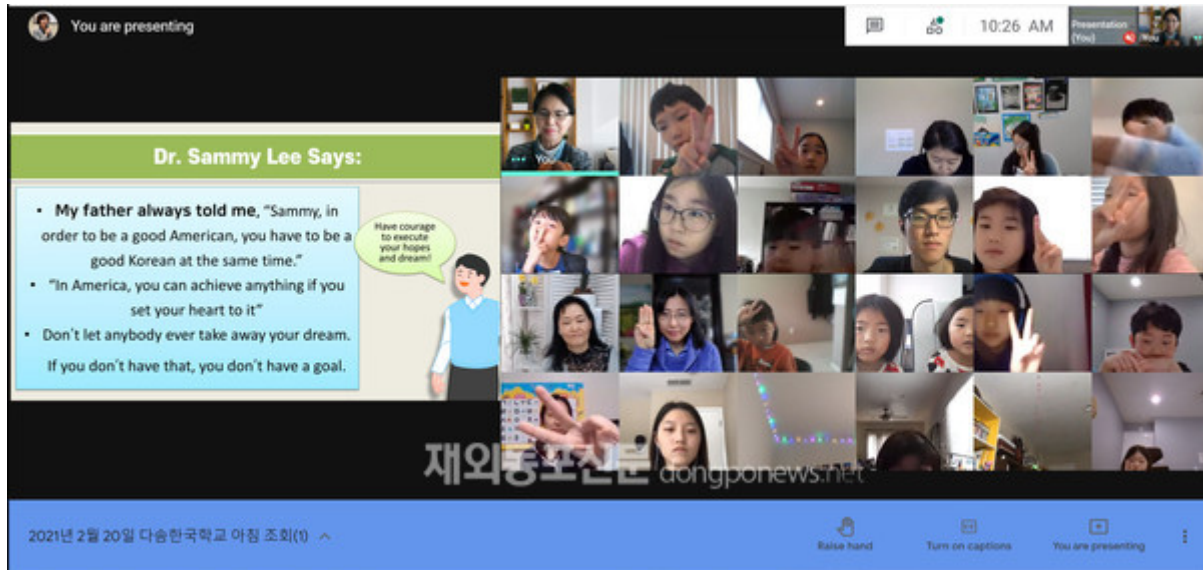 You are presenting
10:26 AM
Presentation
(You)
You
Dr. Sammy Lee Says:
• My father always told me, “Sammy, in
order to be a good American, you have to be a
good Korean at the same time.”
• “In America, you can achieve anything if you
set your heart to it”
• Don't let anybody ever take away your dream.
If you don't have that, you don't have a goal.
Have courage
to execute
your hopes
and dream!
You
재외동포신문 dongponews.net
2021년 2월 20일 다솜한국학교 아침 조회(1)
Raise hand
Turn on captions
You are presenting